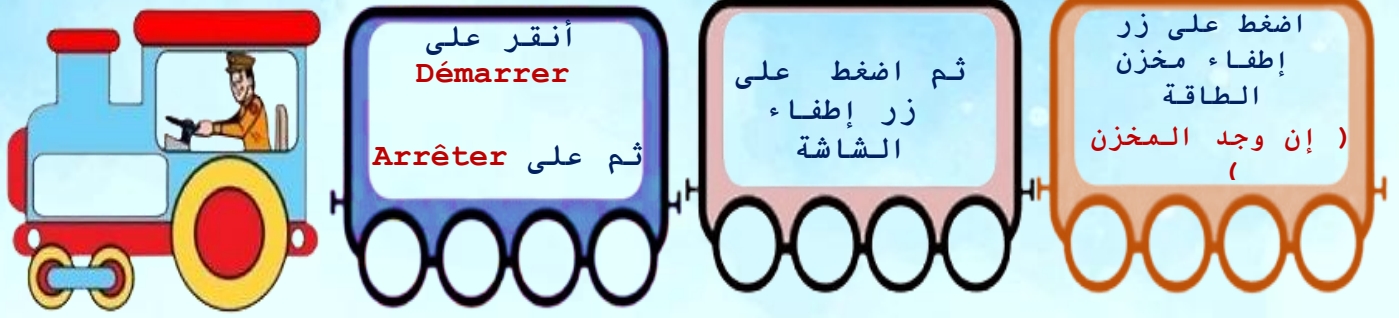 أنقر على
Démarrer
ثم على Arrêter
ثم اضغط على
زر إطفاء
الشاشة
اضغط على زر
إطفاء مخزن
الطاقة
( إن وجد المخزن
)